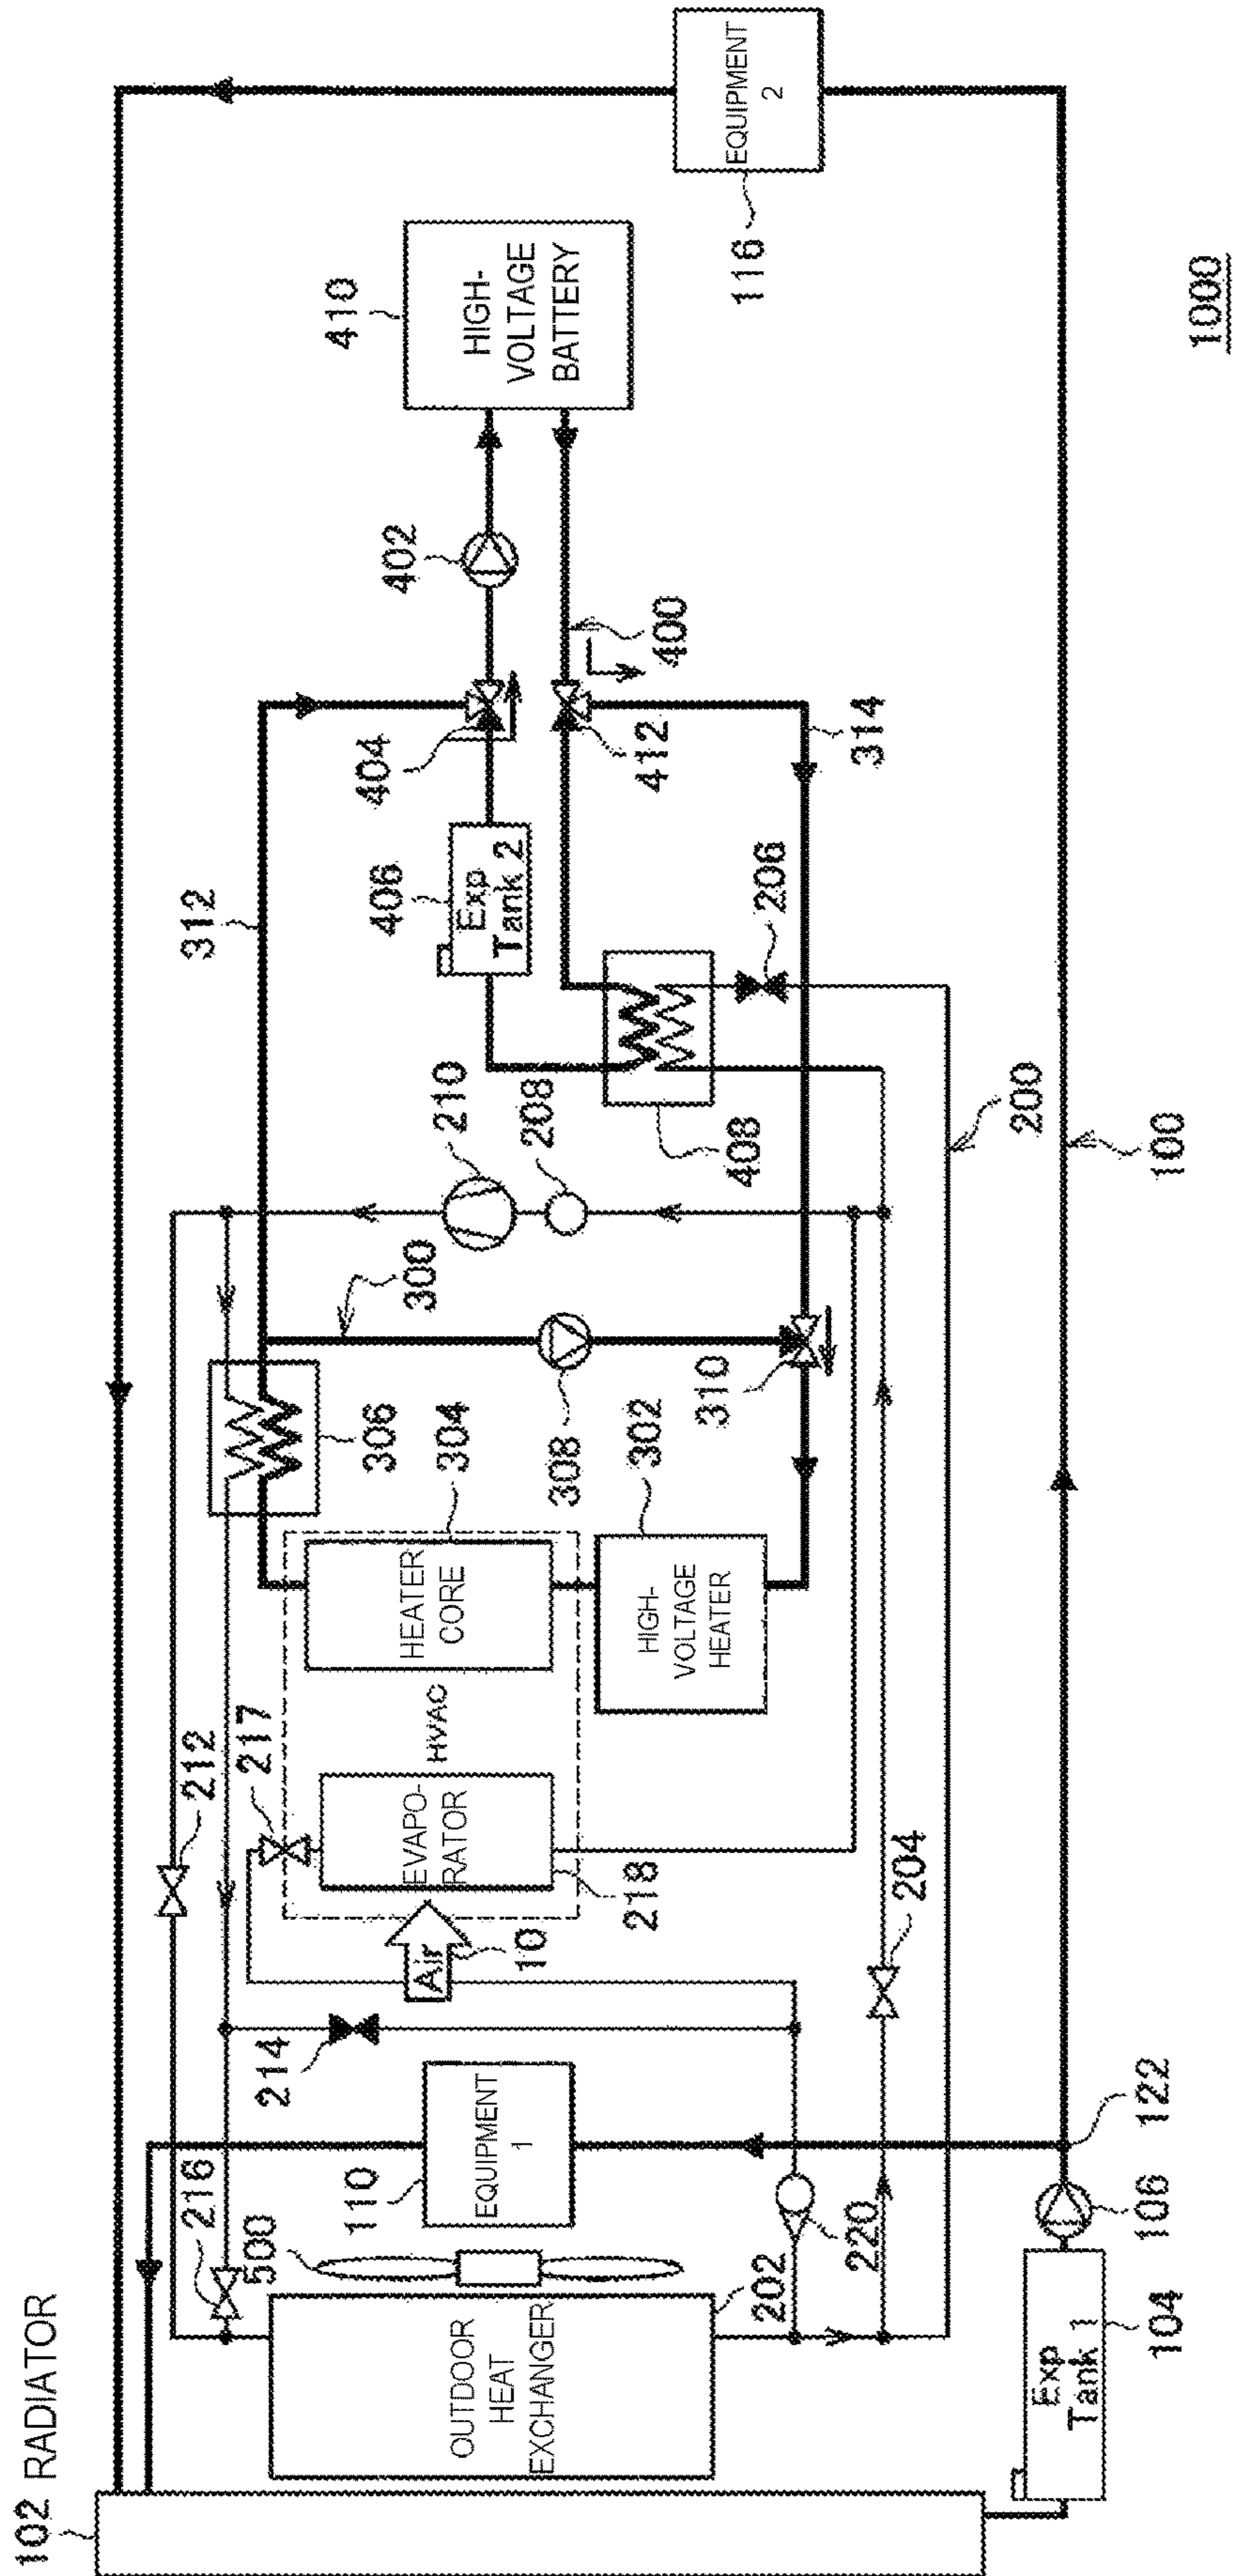 102 RADIATOR
216
500
OUTDOOR
HEAT
EXCHANGER
202
220
Exp
Tank 1
104
106
122
110
EQUIPMENT
1
214
212
217
Air
10
EVAPO-
RATOR
218
204
HVAC
HEATER
CORE
304
306
HIGH-
VOLTAGE
HEATER
302
308
310
300
210
208
408
312
406
Exp
Tank 2
206
200
100
404
412
314
402
400
410
HIGH-
VOLTAGE
BATTERY
116
EQUIPMENT
2
1000